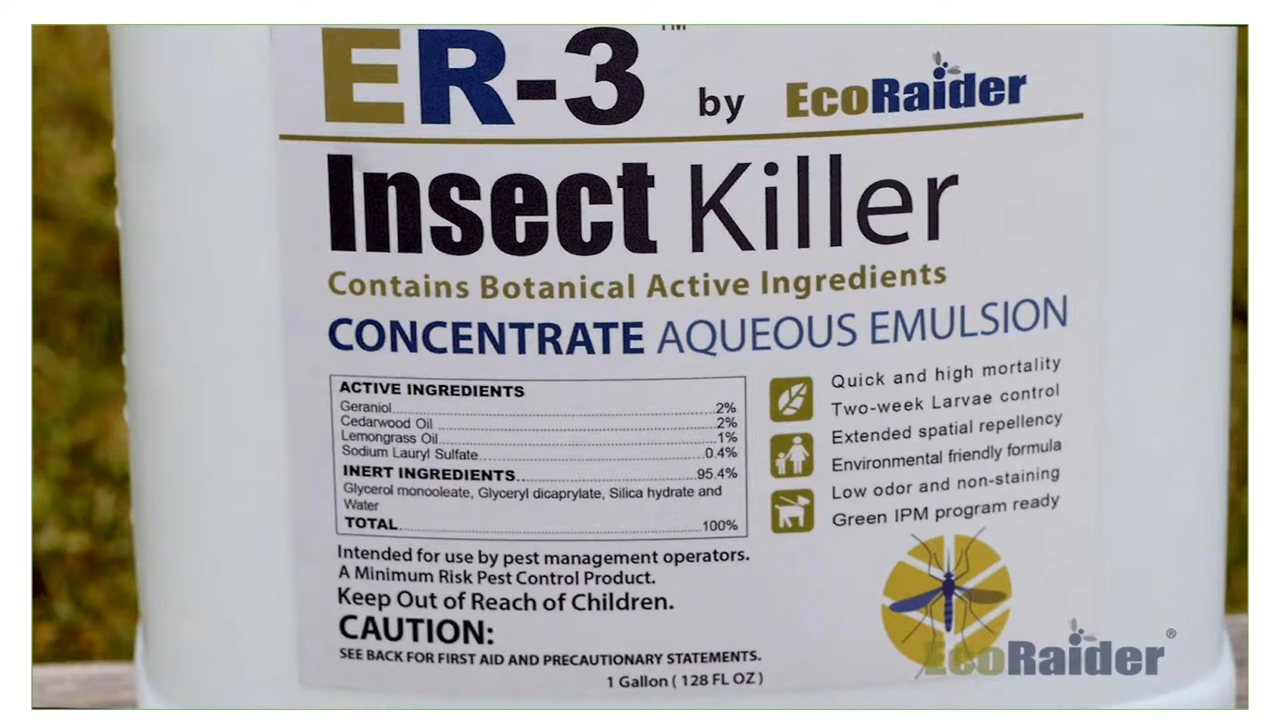 ER-3™
by EcoRaider
Insect Killer
Contains Botanical Active Ingredients
CONCENTRATE AQUEOUS EMULSION
ACTIVE INGREDIENTS
Geraniol 2%
Cedarwood Oil 2%
Lemongrass Oil 1%
Sodium Lauryl Sulfate 0.4%
INERT INGREDIENTS 95.4%
Glycerol monooleate, Glyceryl dicaprylate, Silica hydrate and
Water
TOTAL 100%
Quick and high mortality
Two-week Larvae control
Extended spatial repellency
Environmental friendly formula
Low odor and non-staining
Green IPM program ready
Intended for use by pest management operators.
A Minimum Risk Pest Control Product.
Keep Out of Reach of Children.
CAUTION:
SEE BACK FOR FIRST AID AND PRECAUTIONARY STATEMENTS.
1 Gallon ( 128 FL OZ )
EcoRaider®